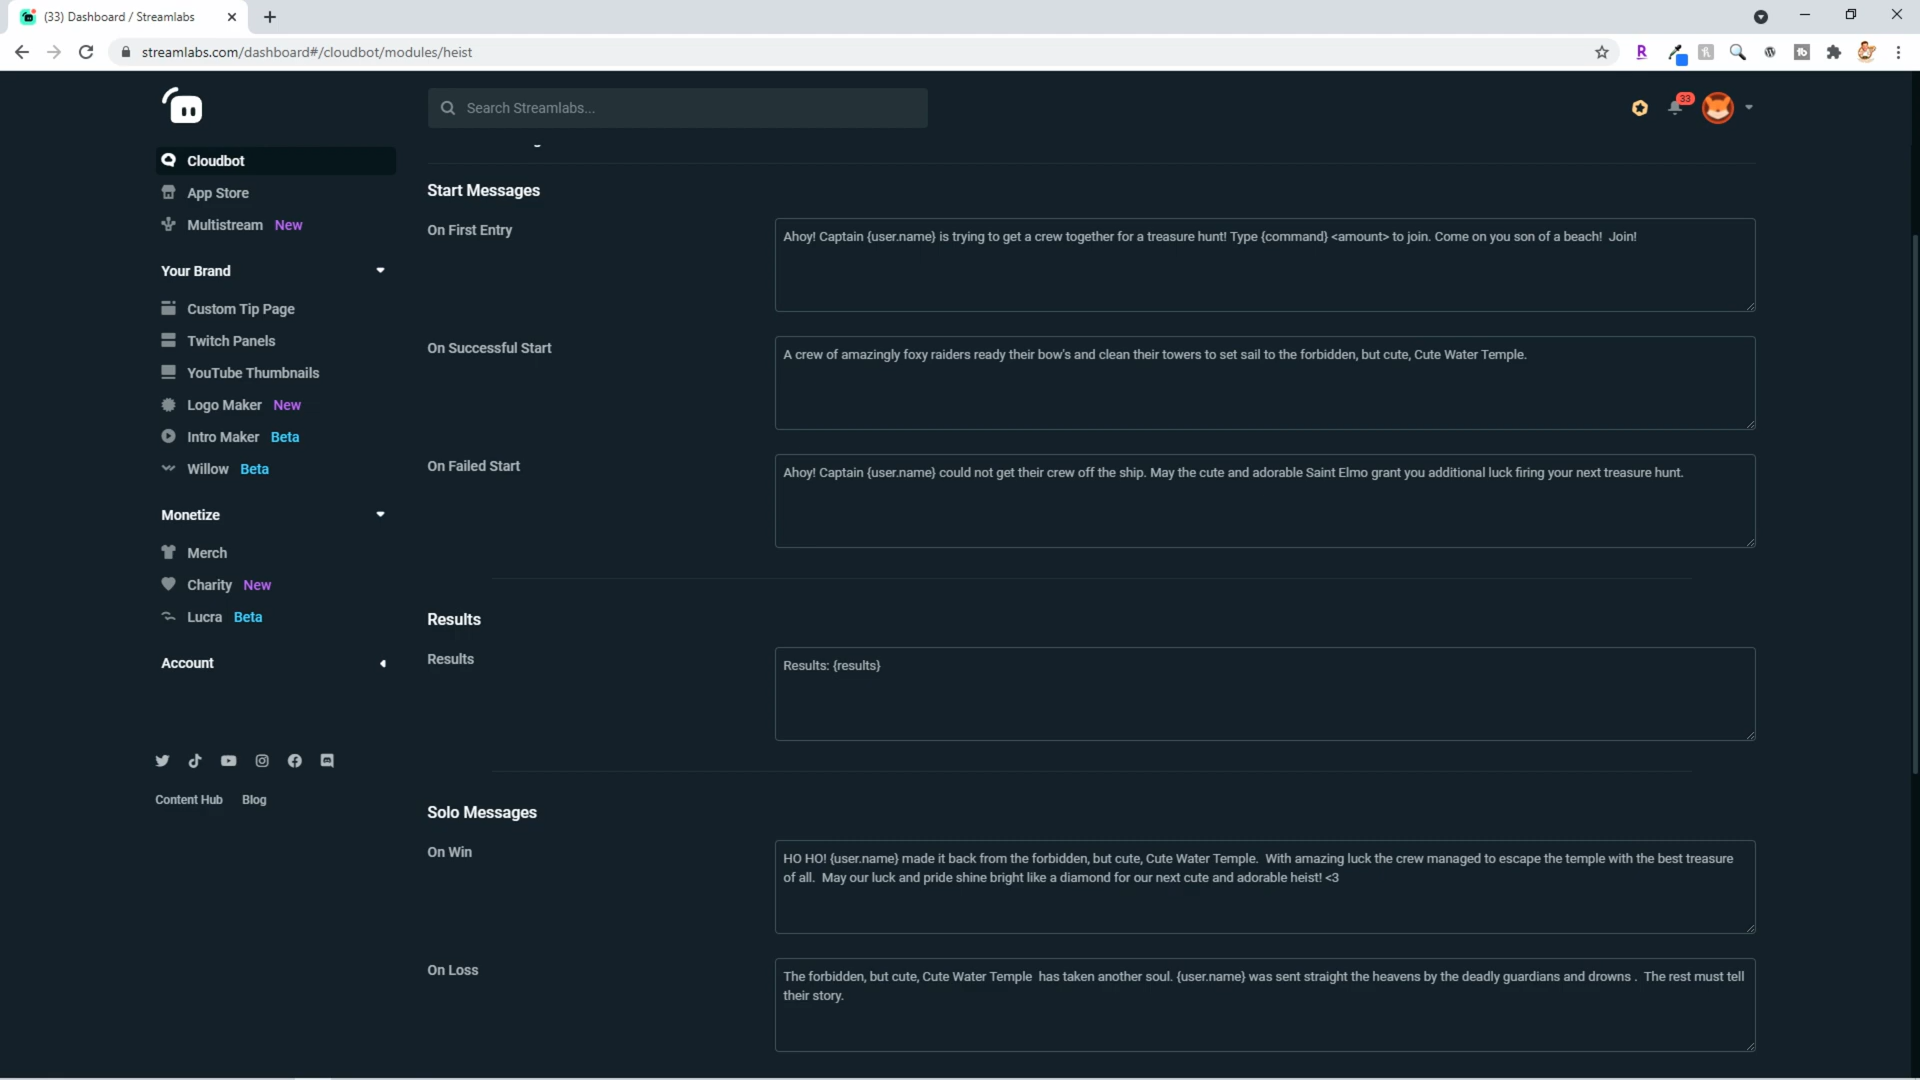 (33) Dashboard / Streamlabs
streamlabs.com/dashboard#/cloudbot/modules/heist
Search Streamlabs...
33
Cloudbot
App Store
Multistream New
Your Brand
Custom Tip Page
Twitch Panels
YouTube Thumbnails
Logo Maker New
Intro Maker Beta
Willow Beta
Monetize
Merch
Charity New
Lucra Beta
Account
Content Hub Blog
Start Messages
On First Entry
Ahoy! Captain {user.name} is trying to get a crew together for a treasure hunt! Type {command} <amount> to join. Come on you son of a beach!  Join!
On Successful Start
A crew of amazingly foxy raiders ready their bow's and clean their towers to set sail to the forbidden, but cute, Cute Water Temple.
On Failed Start
Ahoy! Captain {user.name} could not get their crew off the ship. May the cute and adorable Saint Elmo grant you additional luck firing your next treasure hunt.
Results
Results
Results: {results}
Solo Messages
On Win
HO HO! {user.name} made it back from the forbidden, but cute, Cute Water Temple.  With amazing luck the crew managed to escape the temple with the best treasure
of all.  May our luck and pride shine bright like a diamond for our next cute and adorable heist! <3
On Loss
The forbidden, but cute, Cute Water Temple  has taken another soul. {user.name} was sent straight the heavens by the deadly guardians and drowns .  The rest must tell
their story.